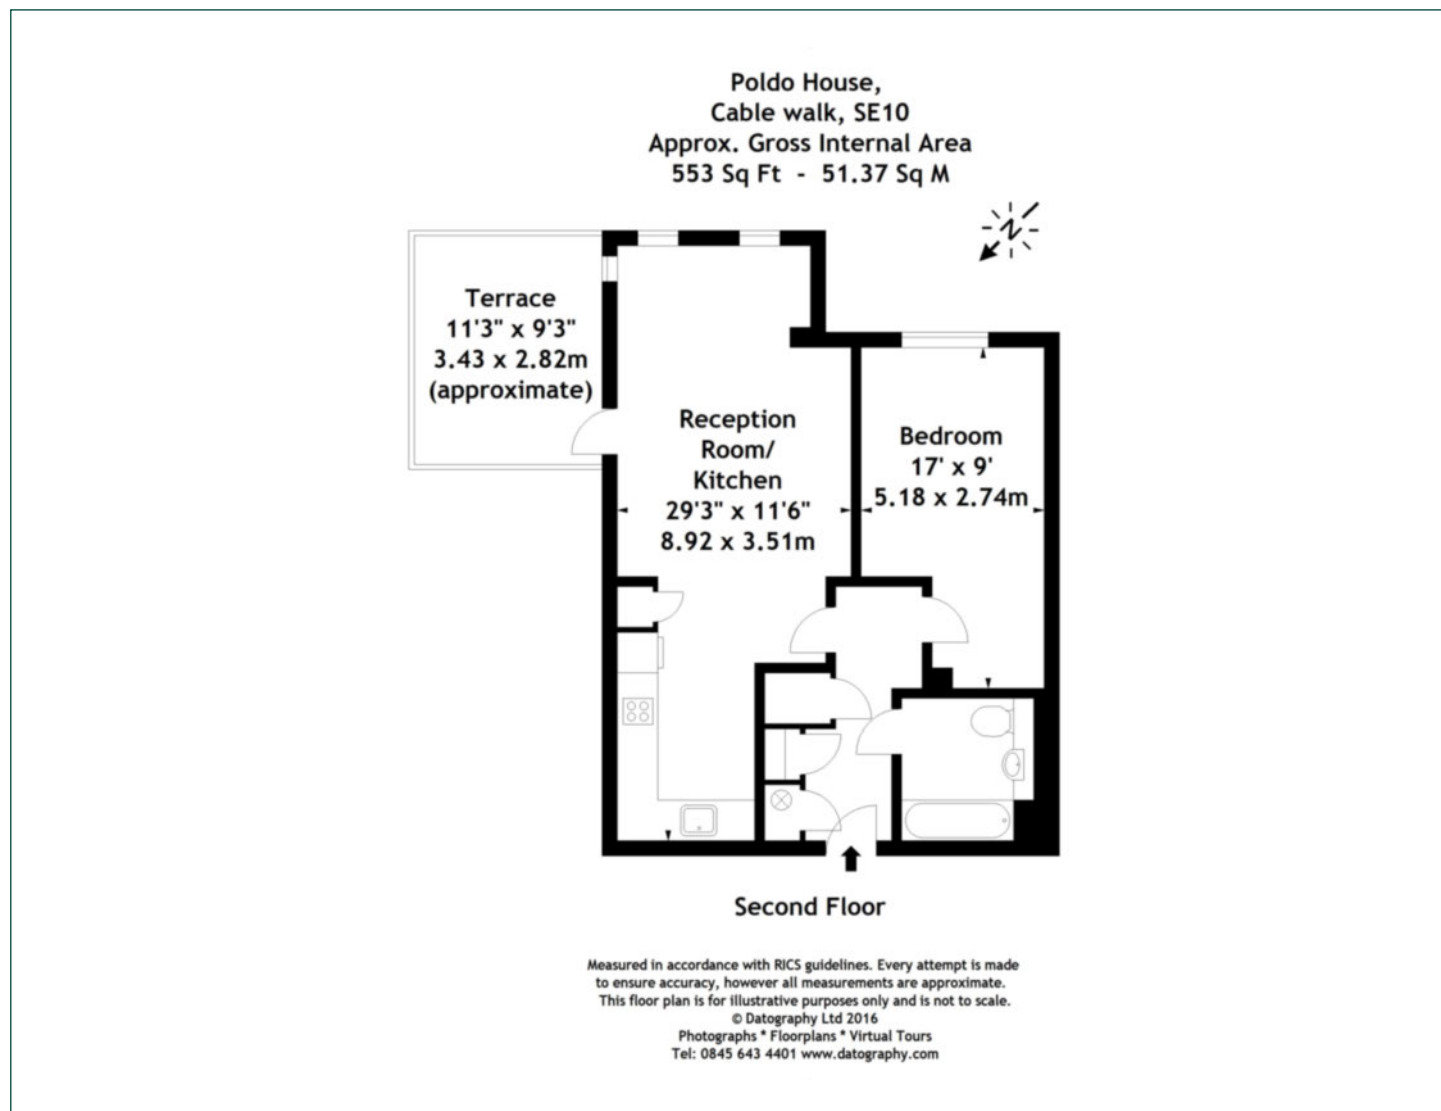 Poldo House,
Cable walk, SE10
Approx. Gross Internal Area
553 Sq Ft - 51.37 Sq M
N
Terrace
11'3" x 9'3"
3.43 x 2.82m
(approximate)
Reception
Room/
Kitchen
29'3" x 11'6"
8.92 x 3.51m
Bedroom
17' x 9'
5.18 x 2.74m
Second Floor
Measured in accordance with RICS guidelines. Every attempt is made
to ensure accuracy, however all measurements are approximate.
This floor plan is for illustrative purposes only and is not to scale.
© Datography Ltd 2016
Photographs * Floorplans * Virtual Tours
Tel: 0845 643 4401 www.datography.com